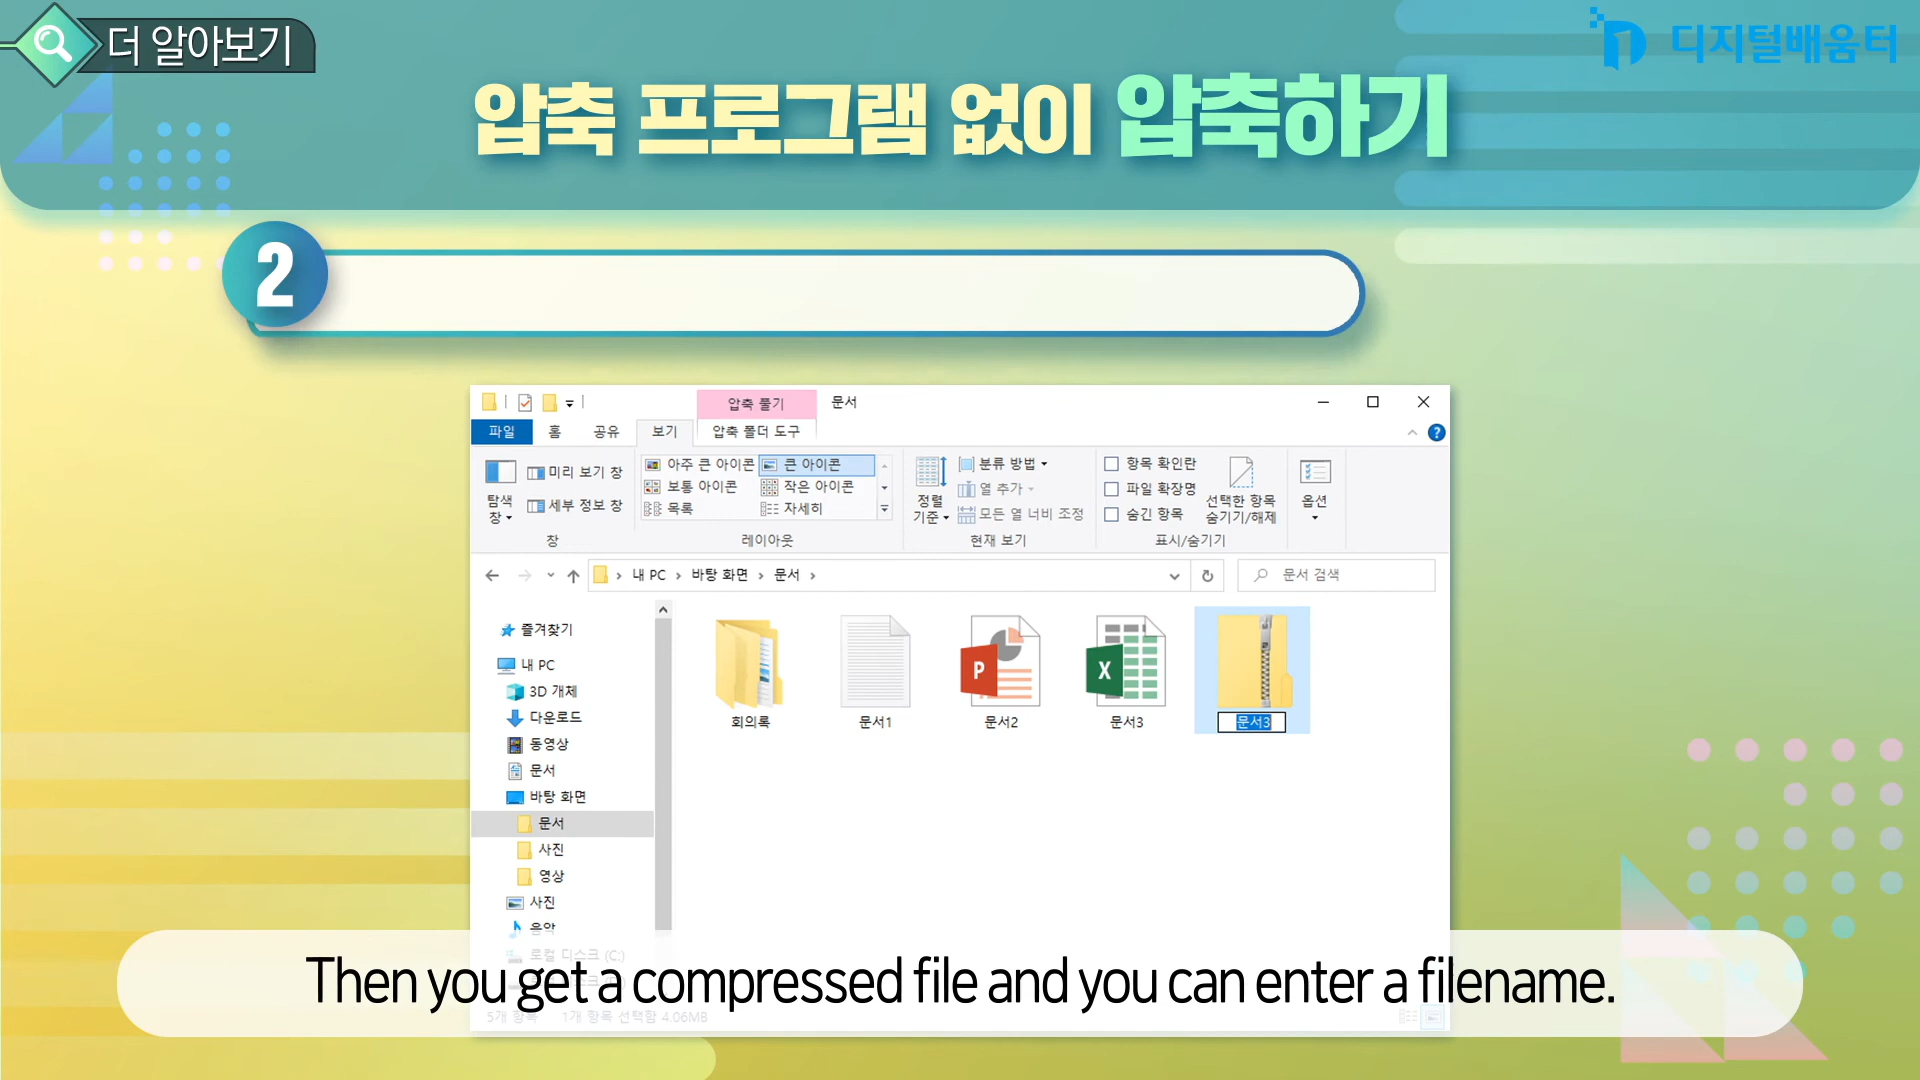 더 알아보기
디지털배움터
압축 프로그램 없이 압축하기
2
압축 풀기
문서
파일
홈
공유
보기
압축 폴더 도구
탐색 창
미리 보기 창
세부 정보 창
창
아주 큰 아이콘
큰 아이콘
보통 아이콘
작은 아이콘
목록
자세히
레이아웃
정렬 기준
분류 방법
열 추가
모든 열 너비 조정
현재 보기
항목 확인란
파일 확장명
숨긴 항목
선택한 항목 숨기기/해제
표시/숨기기
옵션
내 PC › 바탕 화면 › 문서 ›
문서 검색
즐겨찾기
내 PC
3D 개체
다운로드
동영상
문서
바탕 화면
문서
사진
영상
사진
음악
로컬 디스크 (C:)
회의록
문서1
문서2
문서3
문서3
Then you get a compressed file and you can enter a filename.
5개 항목
1개 항목 선택함 4.06MB